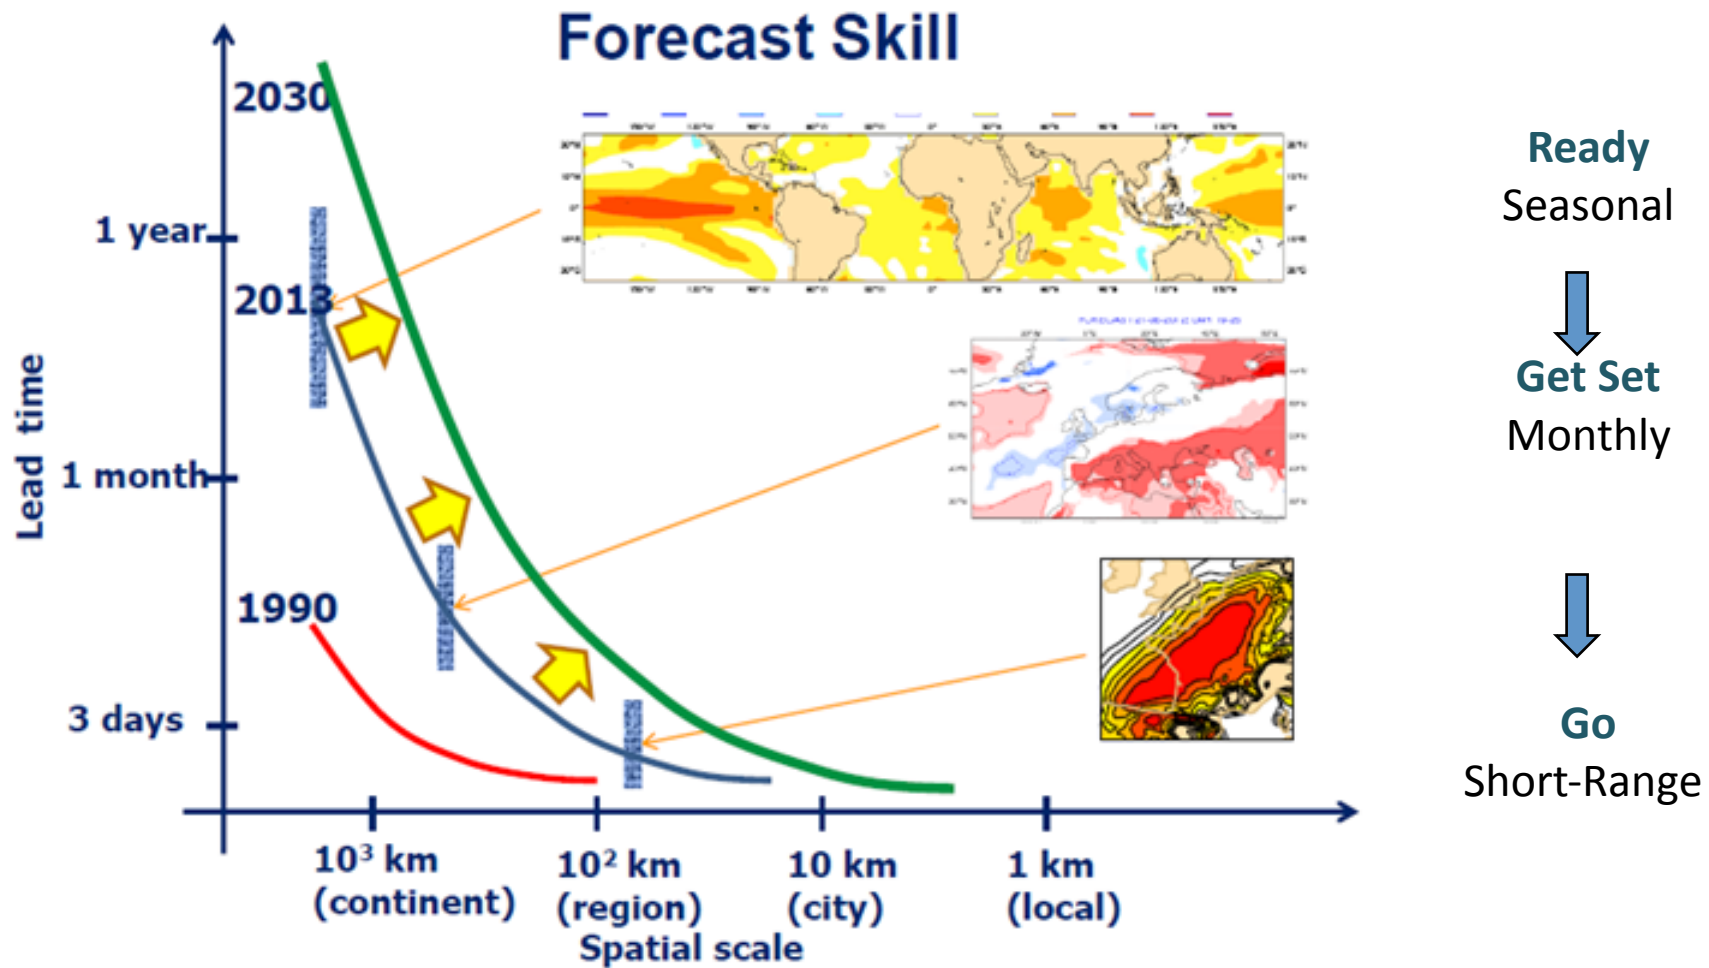 Forecast Skill
2030
1 year
2013
1 month
1990
3 days
Lead time
10³ km
(continent)
10² km
(region)
10 km
(city)
1 km
(local)
Spatial scale
Ready
Seasonal
Get Set
Monthly
Go
Short-Range